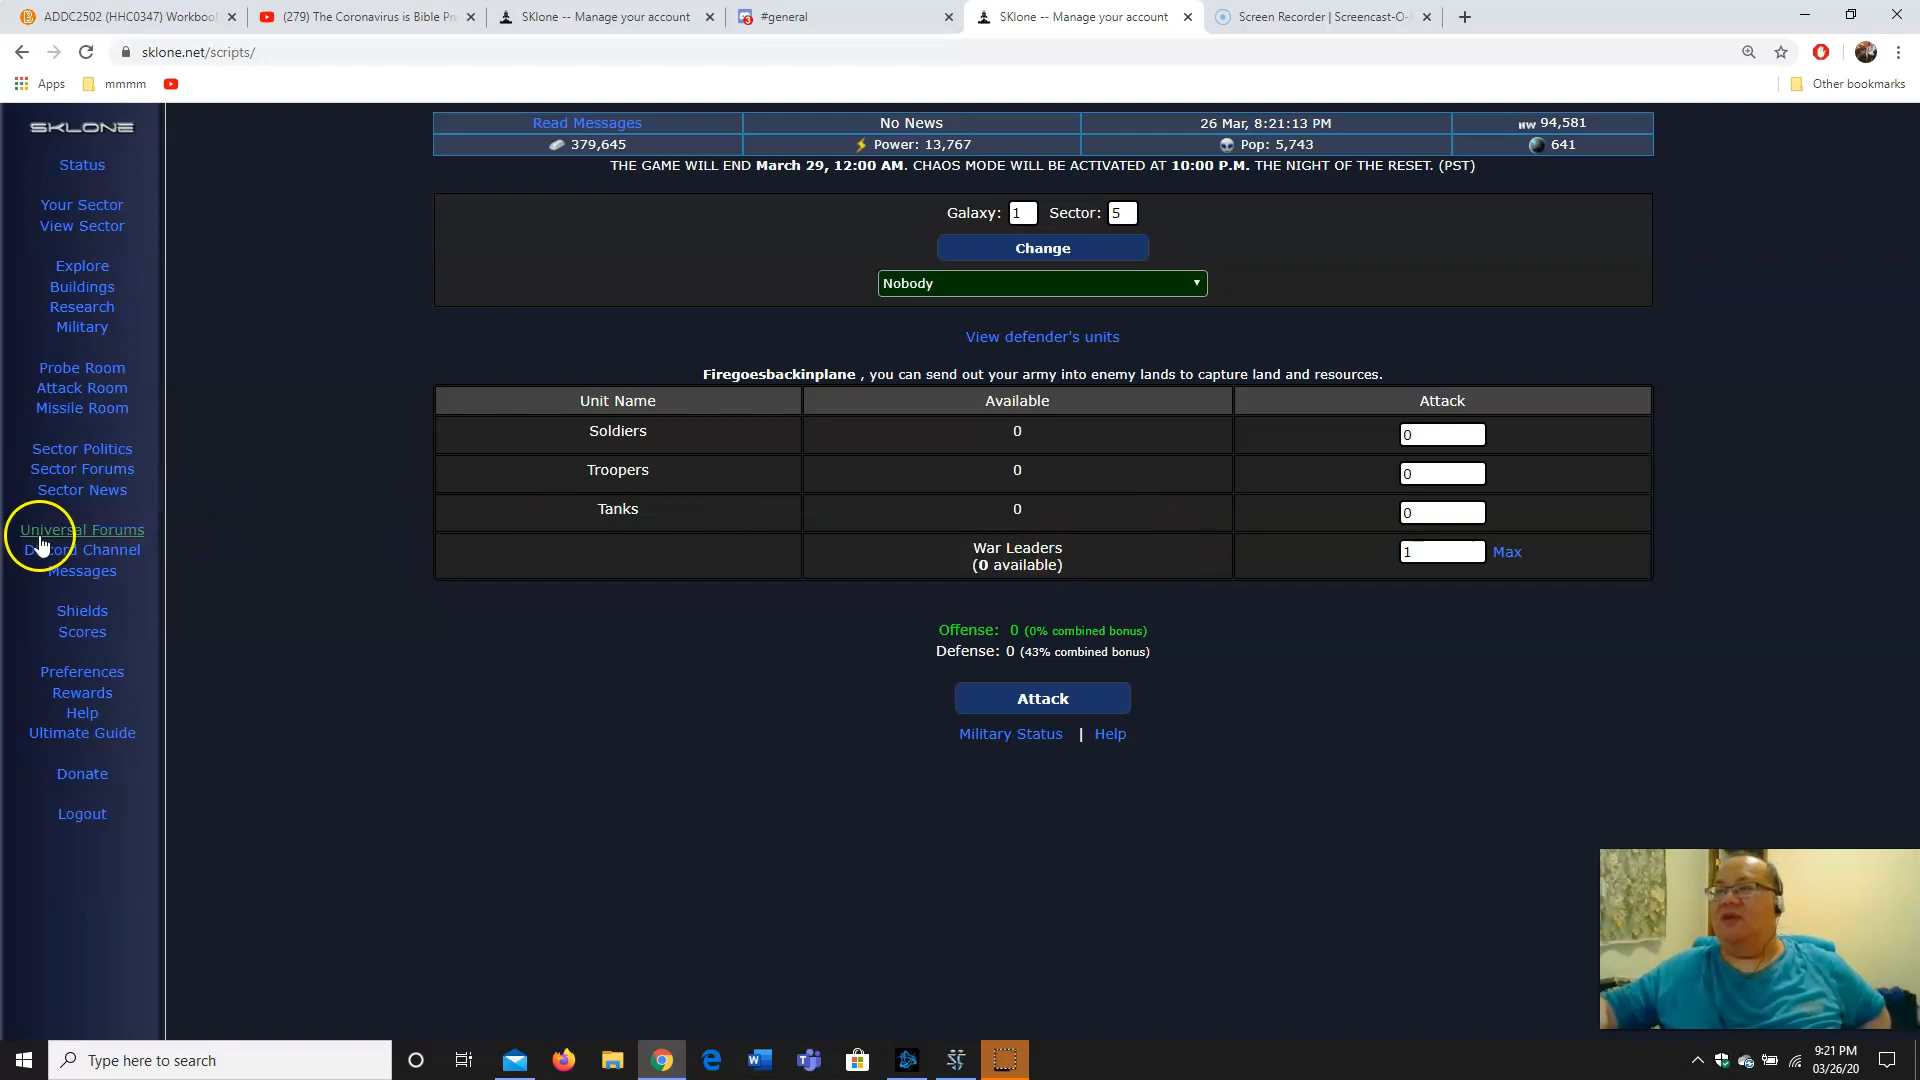 ADDC2502 (HHC0347) Workboo
(279) The Coronavirus is Bible Pr
SKlone -- Manage your account
#general
SKlone -- Manage your account
Screen Recorder | Screencast-O-
sklone.net/scripts/
Apps
mmmm
Other bookmarks
SKLONE
Status
Your Sector
View Sector
Explore
Buildings
Research
Military
Probe Room
Attack Room
Missile Room
Sector Politics
Sector Forums
Sector News
Universal Forums
Discord Channel
Messages
Shields
Scores
Preferences
Rewards
Help
Ultimate Guide
Donate
Logout
Read Messages No News 26 Mar, 8:21:13 PM NW 94,581
379,645 Power: 13,767 Pop: 5,743 641
THE GAME WILL END March 29, 12:00 AM. CHAOS MODE WILL BE ACTIVATED AT 10:00 P.M. THE NIGHT OF THE RESET. (PST)
Galaxy: 1 Sector: 5
Change
Nobody
View defender's units
Firegoesbackinplane , you can send out your army into enemy lands to capture land and resources.
Unit Name Available Attack
Soldiers 0 0
Troopers 0 0
Tanks 0 0
War Leaders
(0 available) 1 Max
Offense: 0 (0% combined bonus)
Defense: 0 (43% combined bonus)
Attack
Military Status | Help
Type here to search
9:21 PM
03/26/20